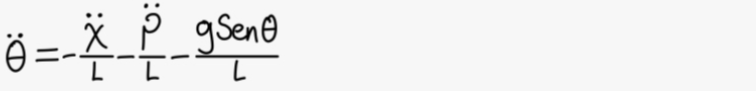 θ̈ = - ẍ/L - p̈/L - gSenθ/L